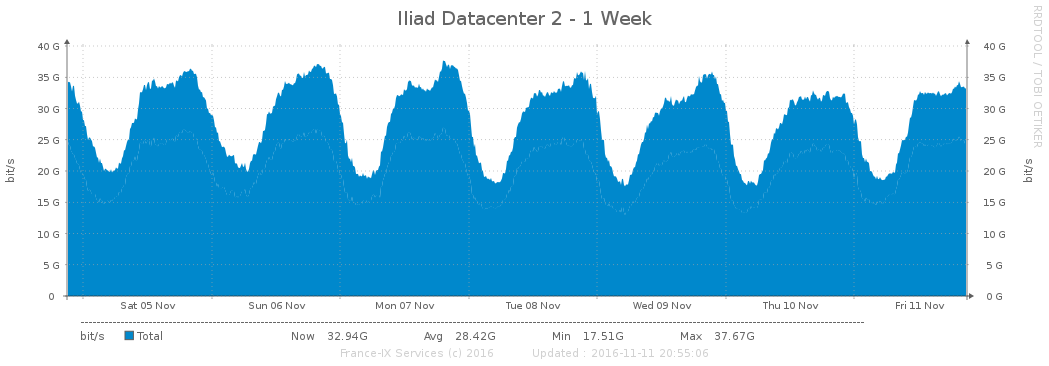 Iliad Datacenter 2 - 1 Week
RRDTOOL / TOBI OETIKER
bit/s
40 G 40 G
35 G 35 G
30 G 30 G
25 G 25 G
20 G 20 G
15 G 15 G
10 G 10 G
5 G 5 G
0 0 G
bit/s
Sat 05 Nov Sun 06 Nov Mon 07 Nov Tue 08 Nov Wed 09 Nov Thu 10 Nov Fri 11 Nov
bit/s Total Now 32.94G Avg 28.42G Min 17.51G Max 37.67G
France-IX Services (c) 2016 Updated : 2016-11-11 20:55:06